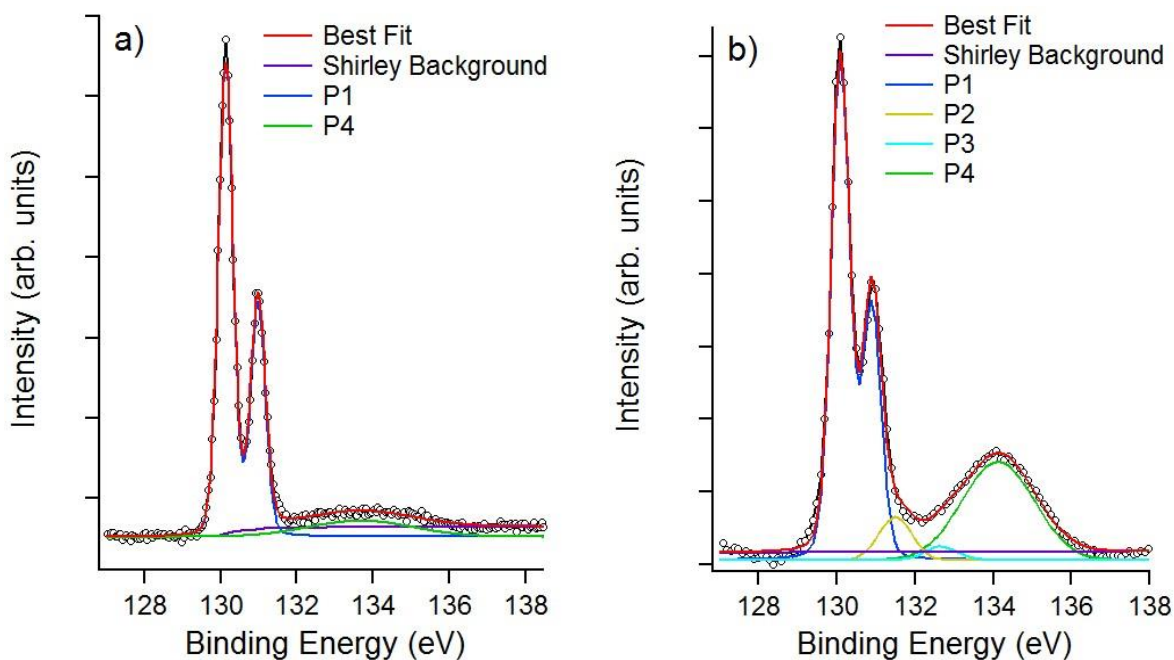 a)
Best Fit
Shirley Background
P1
P4
Intensity (arb. units)
128 130 132 134 136 138
Binding Energy (eV)
b)
Best Fit
Shirley Background
P1
P2
P3
P4
Intensity (arb. units)
128 130 132 134 136 138
Binding Energy (eV)